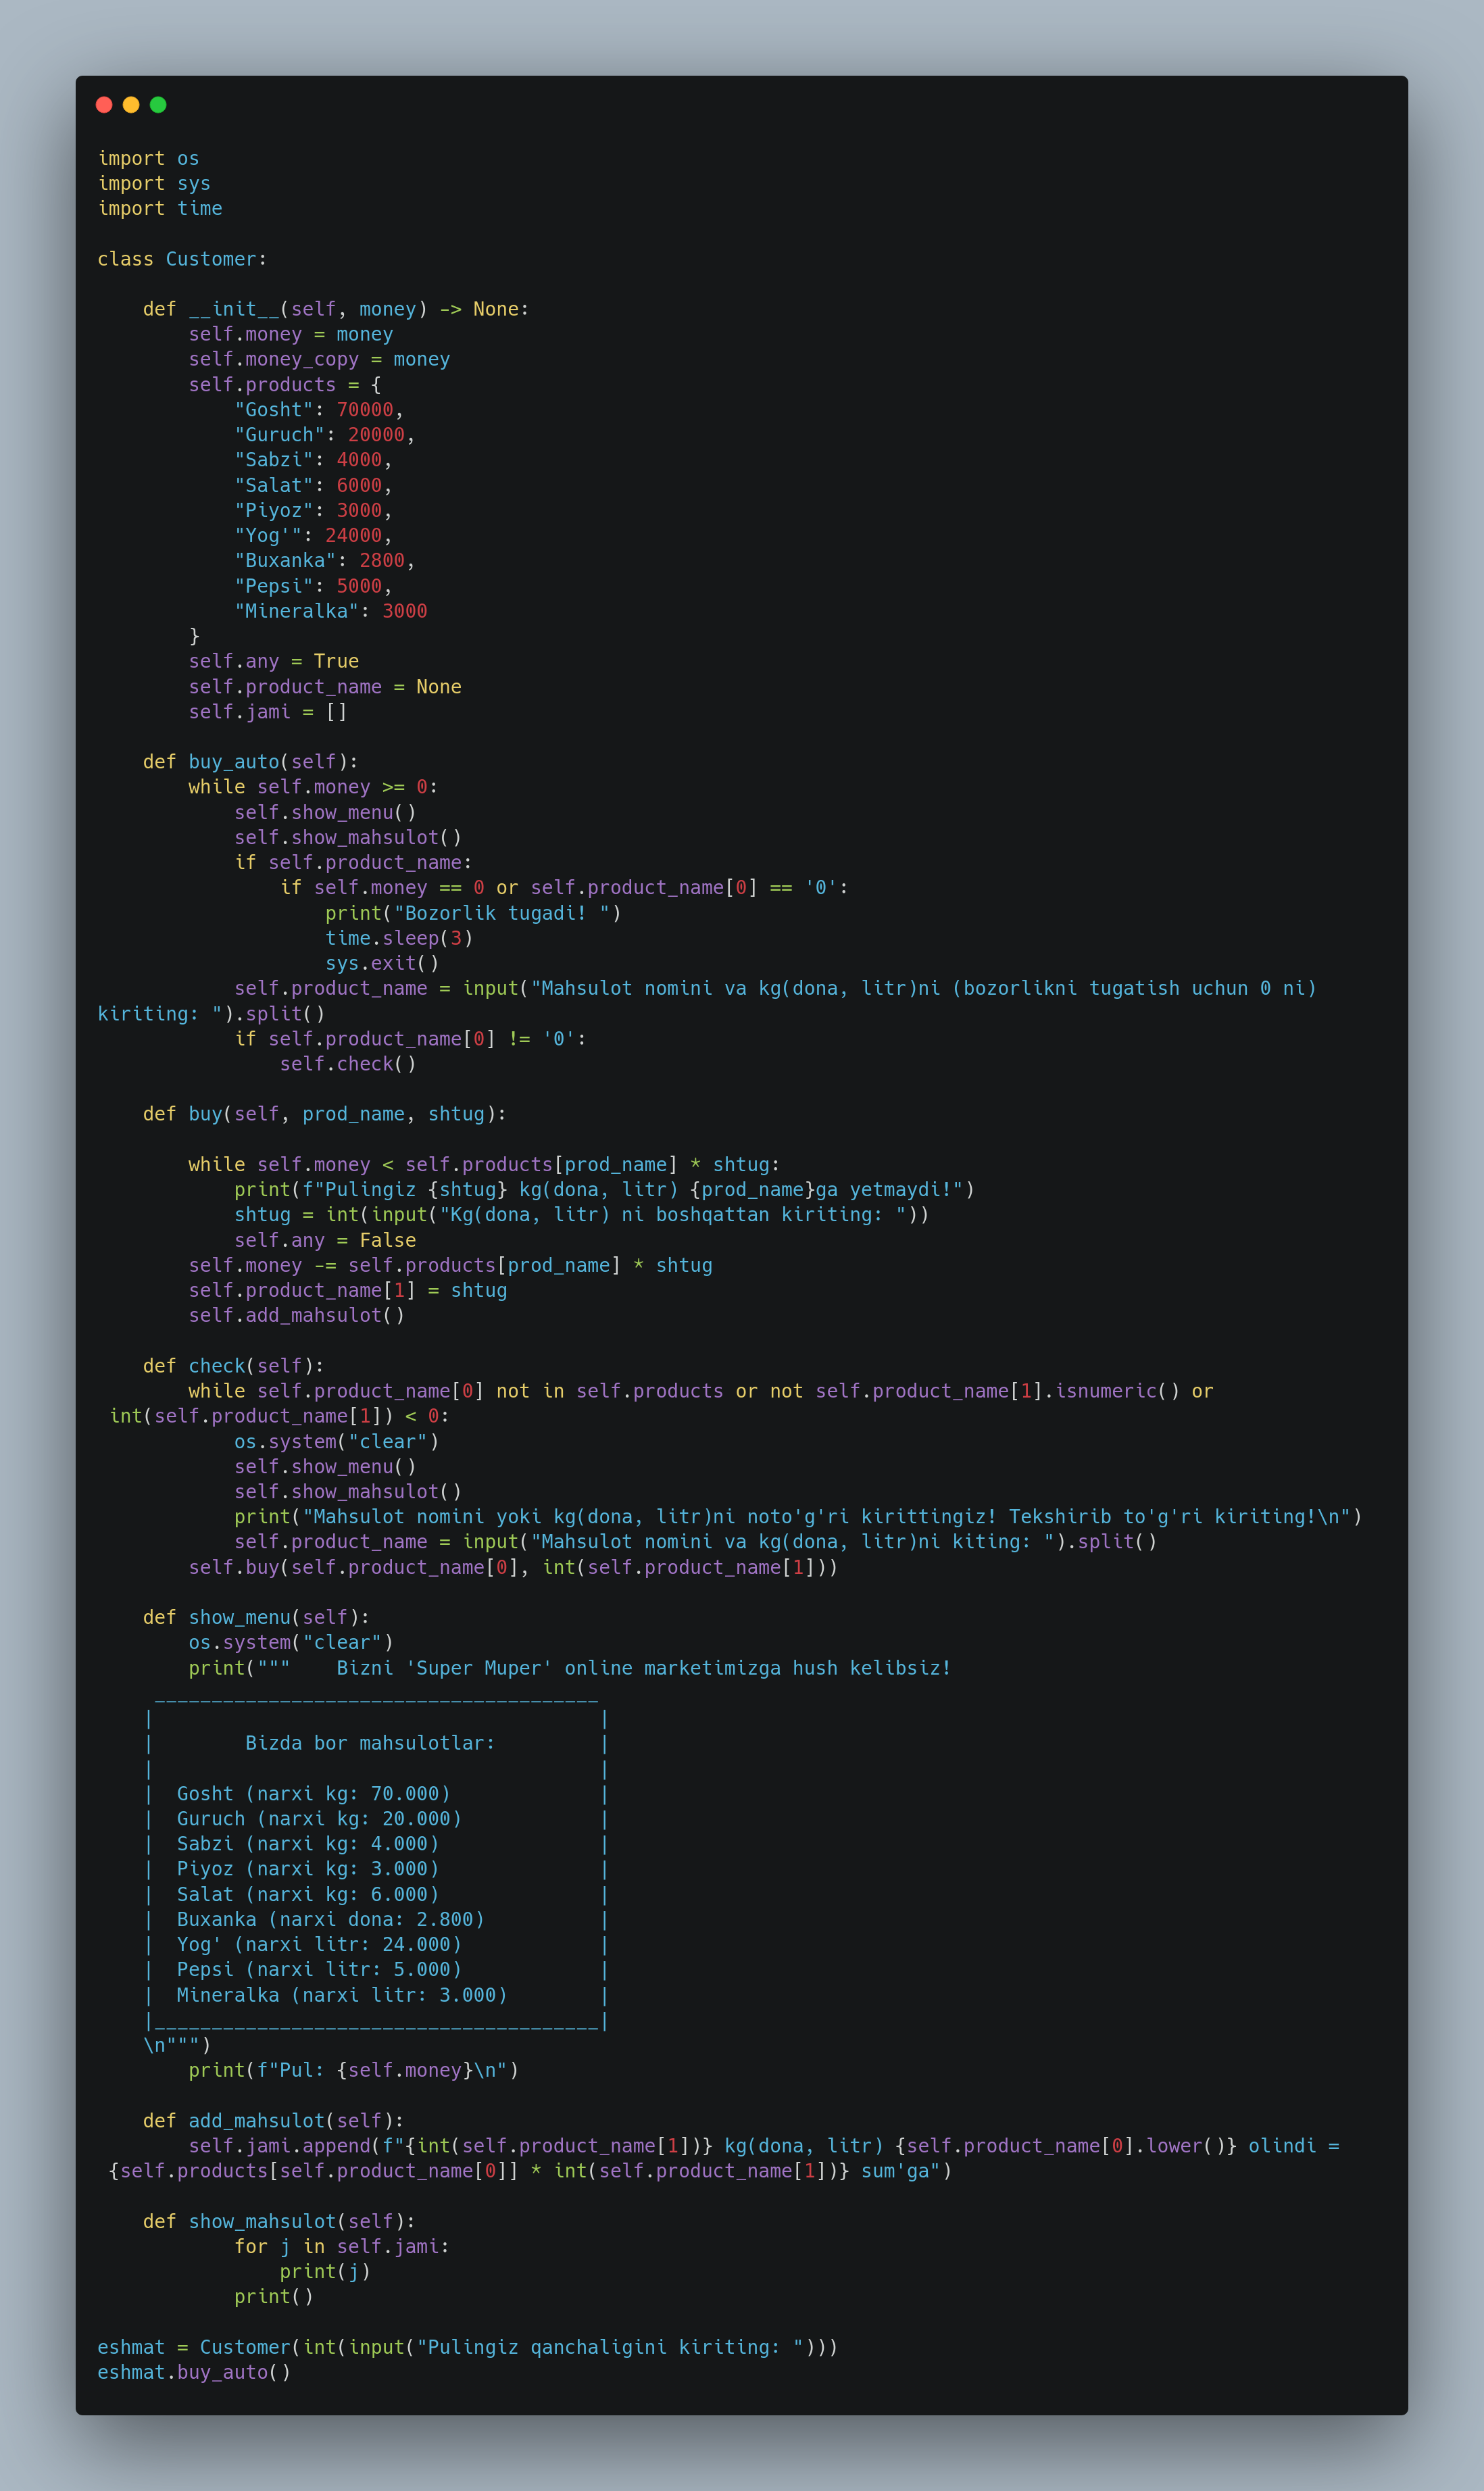 import os
import sys
import time

class Customer:

    def __init__(self, money) -> None:
        self.money = money
        self.money_copy = money
        self.products = {
            "Gosht": 70000,
            "Guruch": 20000,
            "Sabzi": 4000,
            "Salat": 6000,
            "Piyoz": 3000,
            "Yog'": 24000,
            "Buxanka": 2800,
            "Pepsi": 5000,
            "Mineralka": 3000
        }
        self.any = True
        self.product_name = None
        self.jami = []

    def buy_auto(self):
        while self.money >= 0:
            self.show_menu()
            self.show_mahsulot()
            if self.product_name:
                if self.money == 0 or self.product_name[0] == '0':
                    print("Bozorlik tugadi! ")
                    time.sleep(3)
                    sys.exit()
            self.product_name = input("Mahsulot nomini va kg(dona, litr)ni (bozorlikni tugatish uchun 0 ni)
kiriting: ").split()
            if self.product_name[0] != '0':
                self.check()

    def buy(self, prod_name, shtug):

        while self.money < self.products[prod_name] * shtug:
            print(f"Pulingiz {shtug} kg(dona, litr) {prod_name}ga yetmaydi!")
            shtug = int(input("Kg(dona, litr) ni boshqattan kiriting: "))
            self.any = False
        self.money -= self.products[prod_name] * shtug
        self.product_name[1] = shtug
        self.add_mahsulot()

    def check(self):
        while self.product_name[0] not in self.products or not self.product_name[1].isnumeric() or
 int(self.product_name[1]) < 0:
            os.system("clear")
            self.show_menu()
            self.show_mahsulot()
            print("Mahsulot nomini yoki kg(dona, litr)ni noto'g'ri kirittingiz! Tekshirib to'g'ri kiriting!\n")
            self.product_name = input("Mahsulot nomini va kg(dona, litr)ni kiting: ").split()
        self.buy(self.product_name[0], int(self.product_name[1]))

    def show_menu(self):
        os.system("clear")
        print("""    Bizni 'Super Muper' online marketimizga hush kelibsiz!
     _______________________________________
    |                                       |
    |        Bizda bor mahsulotlar:         |
    |                                       |
    |  Gosht (narxi kg: 70.000)             |
    |  Guruch (narxi kg: 20.000)            |
    |  Sabzi (narxi kg: 4.000)              |
    |  Piyoz (narxi kg: 3.000)              |
    |  Salat (narxi kg: 6.000)              |
    |  Buxanka (narxi dona: 2.800)          |
    |  Yog' (narxi litr: 24.000)            |
    |  Pepsi (narxi litr: 5.000)            |
    |  Mineralka (narxi litr: 3.000)        |
    |_______________________________________|
    \n""")
        print(f"Pul: {self.money}\n")

    def add_mahsulot(self):
        self.jami.append(f"{int(self.product_name[1])} kg(dona, litr) {self.product_name[0].lower()} olindi =
 {self.products[self.product_name[0]] * int(self.product_name[1])} sum'ga")

    def show_mahsulot(self):
            for j in self.jami:
                print(j)
            print()

eshmat = Customer(int(input("Pulingiz qanchaligini kiriting: ")))
eshmat.buy_auto()